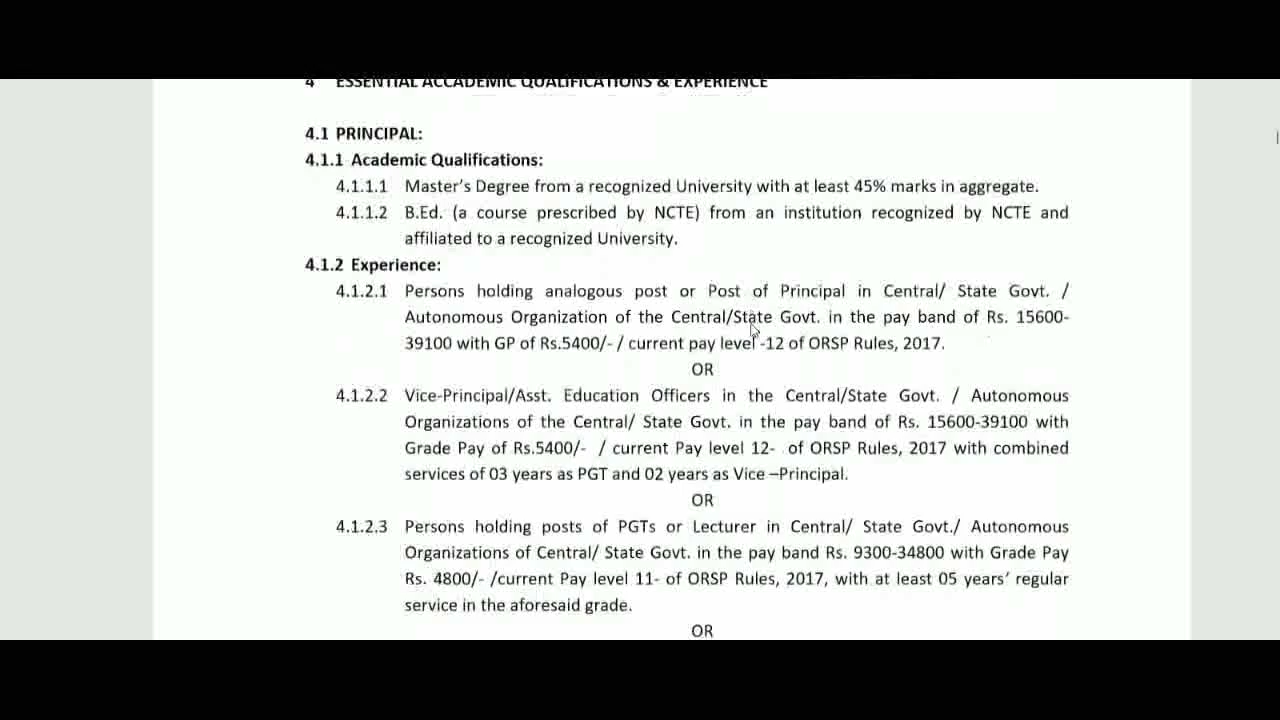 4 ESSENTIAL ACCADEMIC QUALIFICATIONS & EXPERIENCE
4.1 PRINCIPAL:
4.1.1 Academic Qualifications:
4.1.1.1 Master's Degree from a recognized University with at least 45% marks in aggregate.
4.1.1.2 B.Ed. (a course prescribed by NCTE) from an institution recognized by NCTE and
affiliated to a recognized University.
4.1.2 Experience:
4.1.2.1 Persons holding analogous post or Post of Principal in Central/ State Govt. /
Autonomous Organization of the Central/State Govt. in the pay band of Rs. 15600-
39100 with GP of Rs.5400/- / current pay level -12 of ORSP Rules, 2017.
OR
4.1.2.2 Vice-Principal/Asst. Education Officers in the Central/State Govt. / Autonomous
Organizations of the Central/ State Govt. in the pay band of Rs. 15600-39100 with
Grade Pay of Rs.5400/- / current Pay level 12- of ORSP Rules, 2017 with combined
services of 03 years as PGT and 02 years as Vice –Principal.
OR
4.1.2.3 Persons holding posts of PGTs or Lecturer in Central/ State Govt./ Autonomous
Organizations of Central/ State Govt. in the pay band Rs. 9300-34800 with Grade Pay
Rs. 4800/- /current Pay level 11- of ORSP Rules, 2017, with at least 05 years' regular
service in the aforesaid grade.
OR